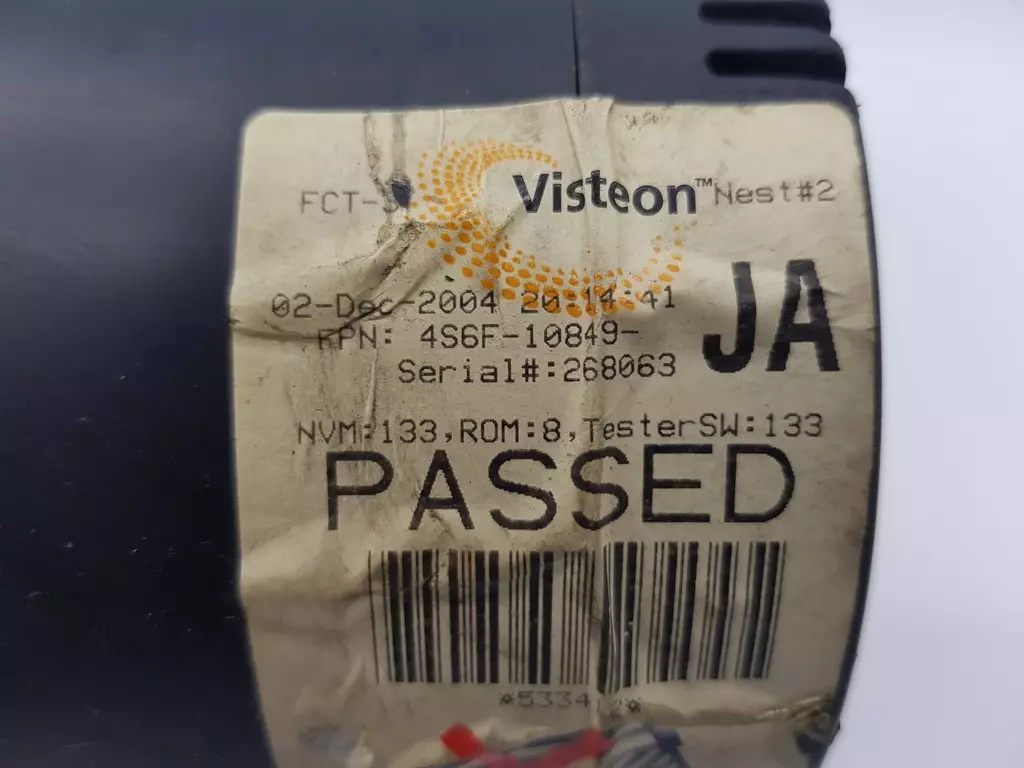 Visteon™ Nest#2
02-Dec-2004 20:14:41
FPN: 4S6F-10849-
JA
Serial#:268063
NVM:133,ROM:8,TesterSW:133
PASSED